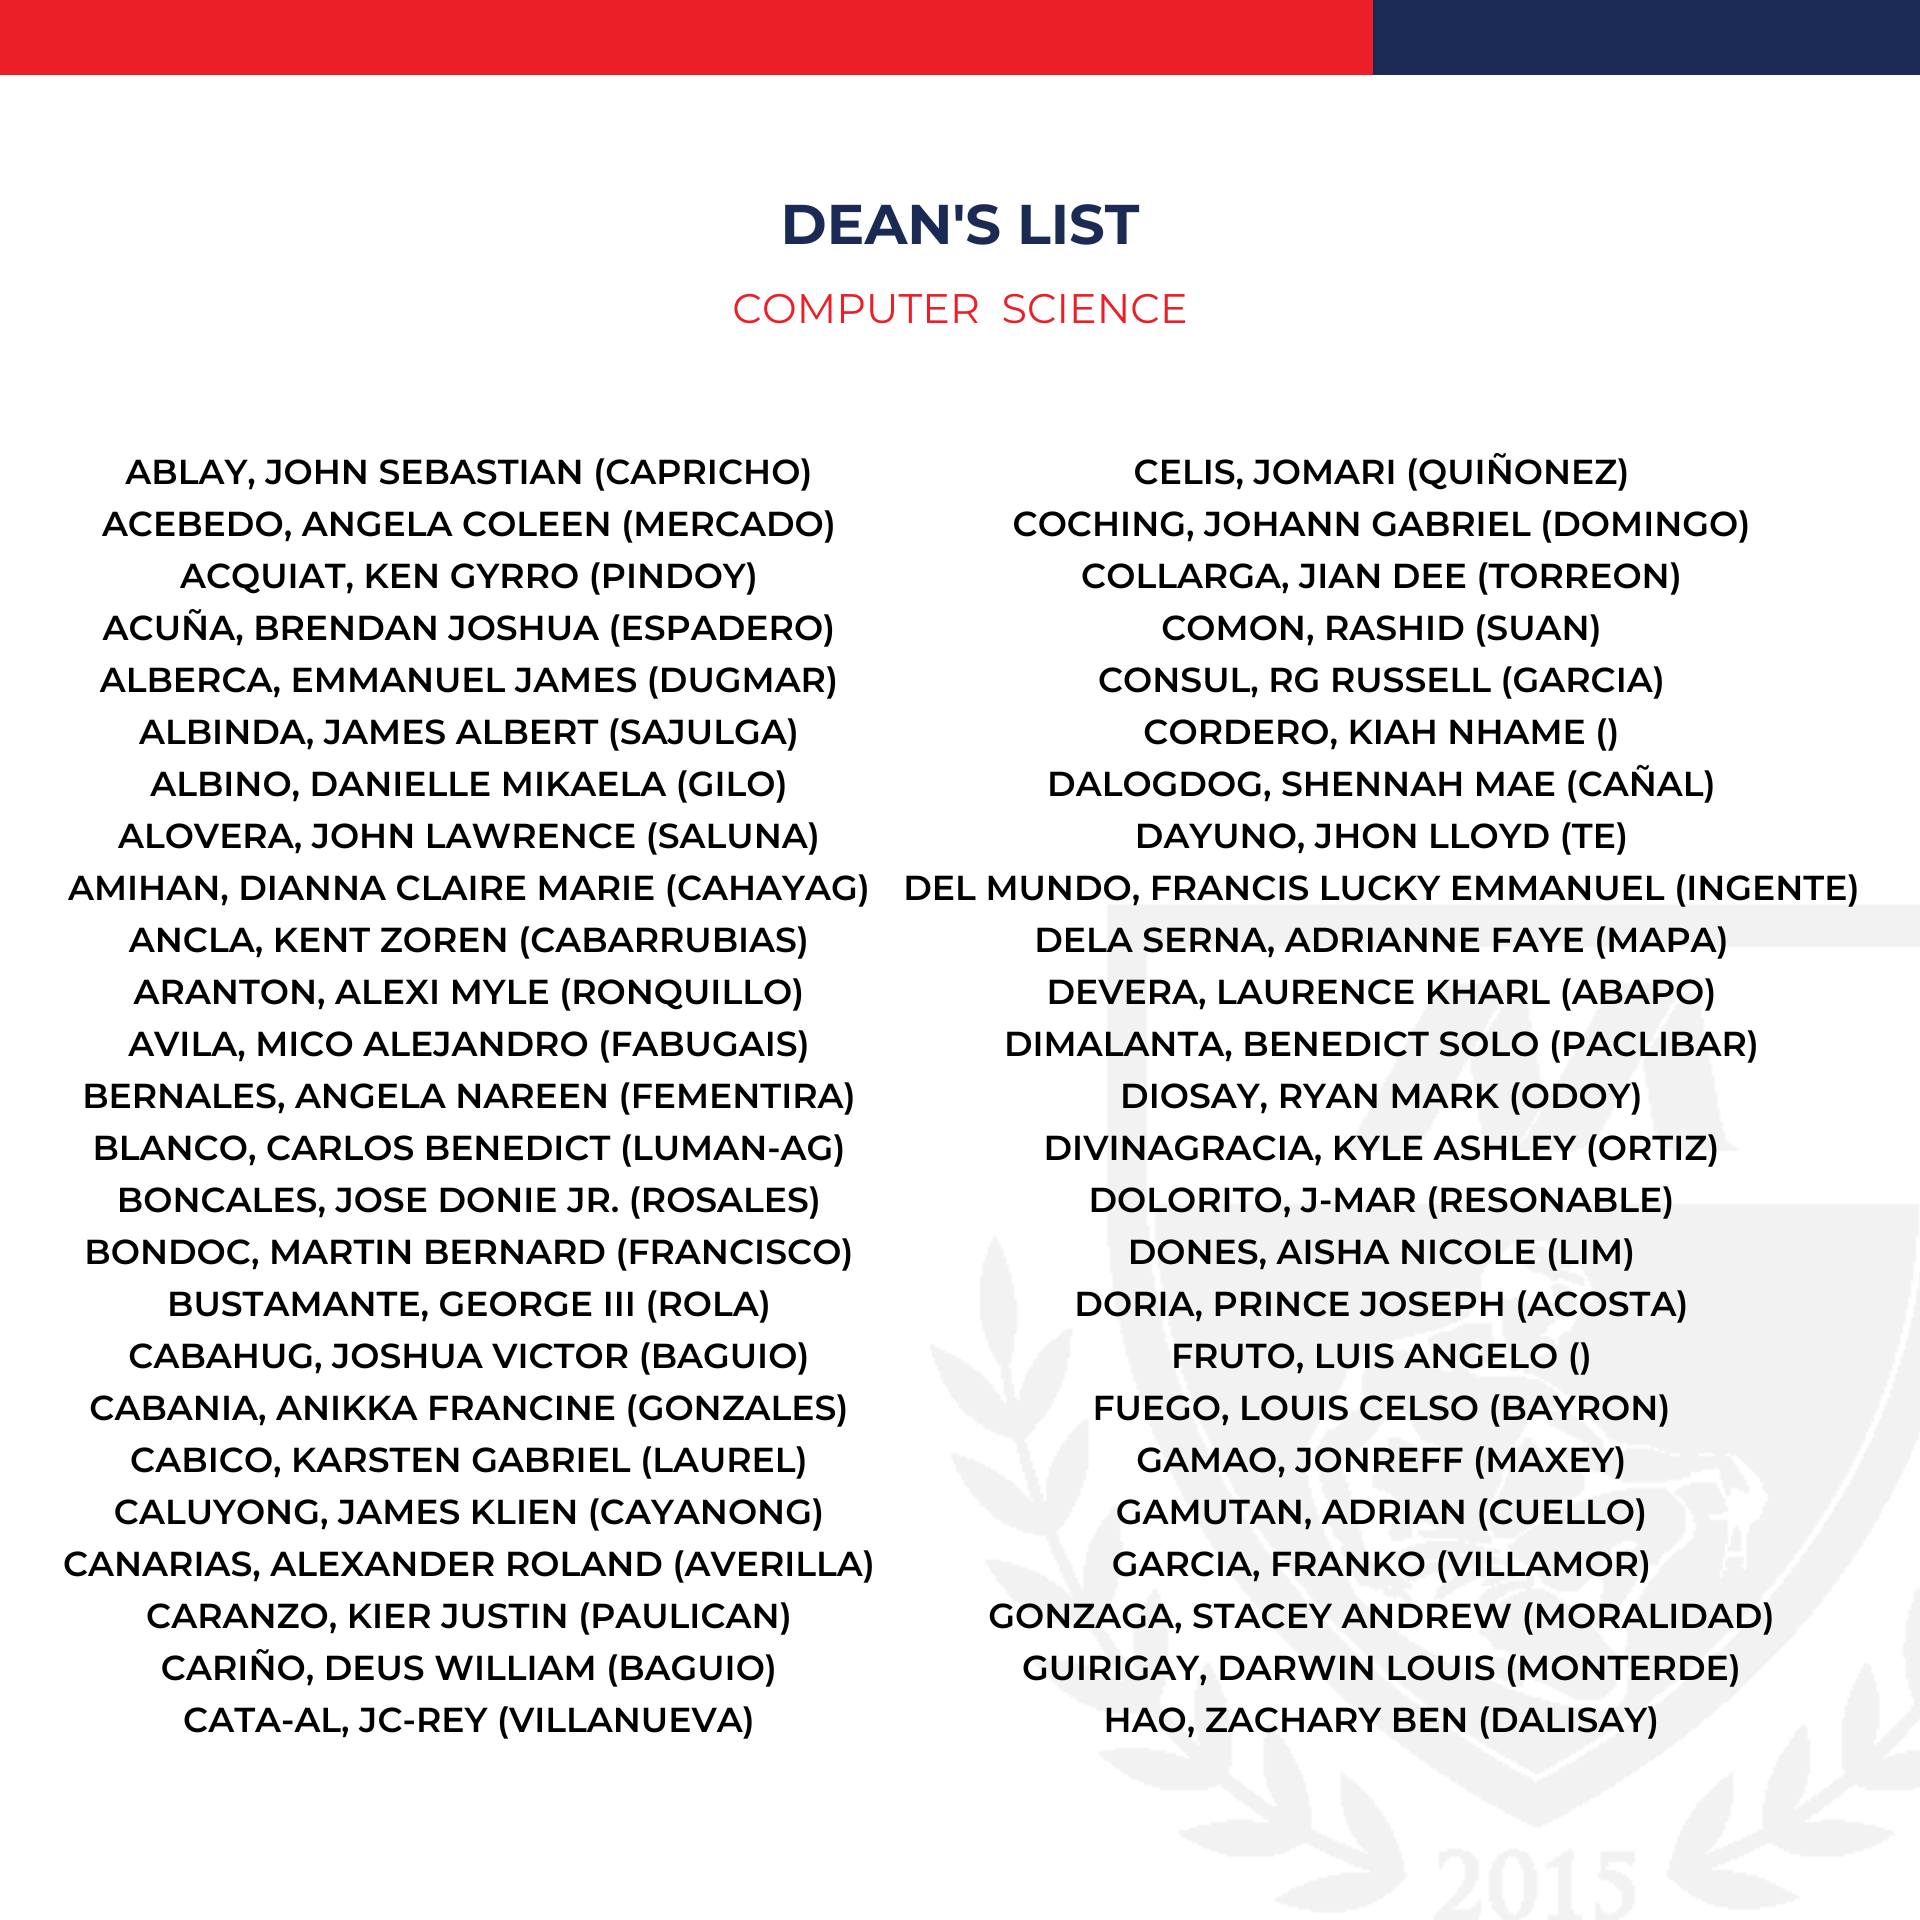 DEAN'S LIST
COMPUTER SCIENCE
ABLAY, JOHN SEBASTIAN (CAPRICHO)
ACEBEDO, ANGELA COLEEN (MERCADO)
ACQUIAT, KEN GYRRO (PINDOY)
ACUÑA, BRENDAN JOSHUA (ESPADERO)
ALBERCA, EMMANUEL JAMES (DUGMAR)
ALBINDA, JAMES ALBERT (SAJULGA)
ALBINO, DANIELLE MIKAELA (GILO)
ALOVERA, JOHN LAWRENCE (SALUNA)
AMIHAN, DIANNA CLAIRE MARIE (CAHAYAG)
ANCLA, KENT ZOREN (CABARRUBIAS)
ARANTON, ALEXI MYLE (RONQUILLO)
AVILA, MICO ALEJANDRO (FABUGAIS)
BERNALES, ANGELA NAREEN (FEMENTIRA)
BLANCO, CARLOS BENEDICT (LUMAN-AG)
BONCALES, JOSE DONIE JR. (ROSALES)
BONDOC, MARTIN BERNARD (FRANCISCO)
BUSTAMANTE, GEORGE III (ROLA)
CABAHUG, JOSHUA VICTOR (BAGUIO)
CABANIA, ANIKKA FRANCINE (GONZALES)
CABICO, KARSTEN GABRIEL (LAUREL)
CALUYONG, JAMES KLIEN (CAYANONG)
CANARIAS, ALEXANDER ROLAND (AVERILLA)
CARANZO, KIER JUSTIN (PAULICAN)
CARIÑO, DEUS WILLIAM (BAGUIO)
CATA-AL, JC-REY (VILLANUEVA)
CELIS, JOMARI (QUIÑONEZ)
COCHING, JOHANN GABRIEL (DOMINGO)
COLLARGA, JIAN DEE (TORREON)
COMON, RASHID (SUAN)
CONSUL, RG RUSSELL (GARCIA)
CORDERO, KIAH NHAME ()
DALOGDOG, SHENNAH MAE (CAÑAL)
DAYUNO, JHON LLOYD (TE)
DEL MUNDO, FRANCIS LUCKY EMMANUEL (INGENTE)
DELA SERNA, ADRIANNE FAYE (MAPA)
DEVERA, LAURENCE KHARL (ABAPO)
DIMALANTA, BENEDICT SOLO (PACLIBAR)
DIOSAY, RYAN MARK (ODOY)
DIVINAGRACIA, KYLE ASHLEY (ORTIZ)
DOLORITO, J-MAR (RESONABLE)
DONES, AISHA NICOLE (LIM)
DORIA, PRINCE JOSEPH (ACOSTA)
FRUTO, LUIS ANGELO ()
FUEGO, LOUIS CELSO (BAYRON)
GAMAO, JONREFF (MAXEY)
GAMUTAN, ADRIAN (CUELLO)
GARCIA, FRANKO (VILLAMOR)
GONZAGA, STACEY ANDREW (MORALIDAD)
GUIRIGAY, DARWIN LOUIS (MONTERDE)
HAO, ZACHARY BEN (DALISAY)
M
2015